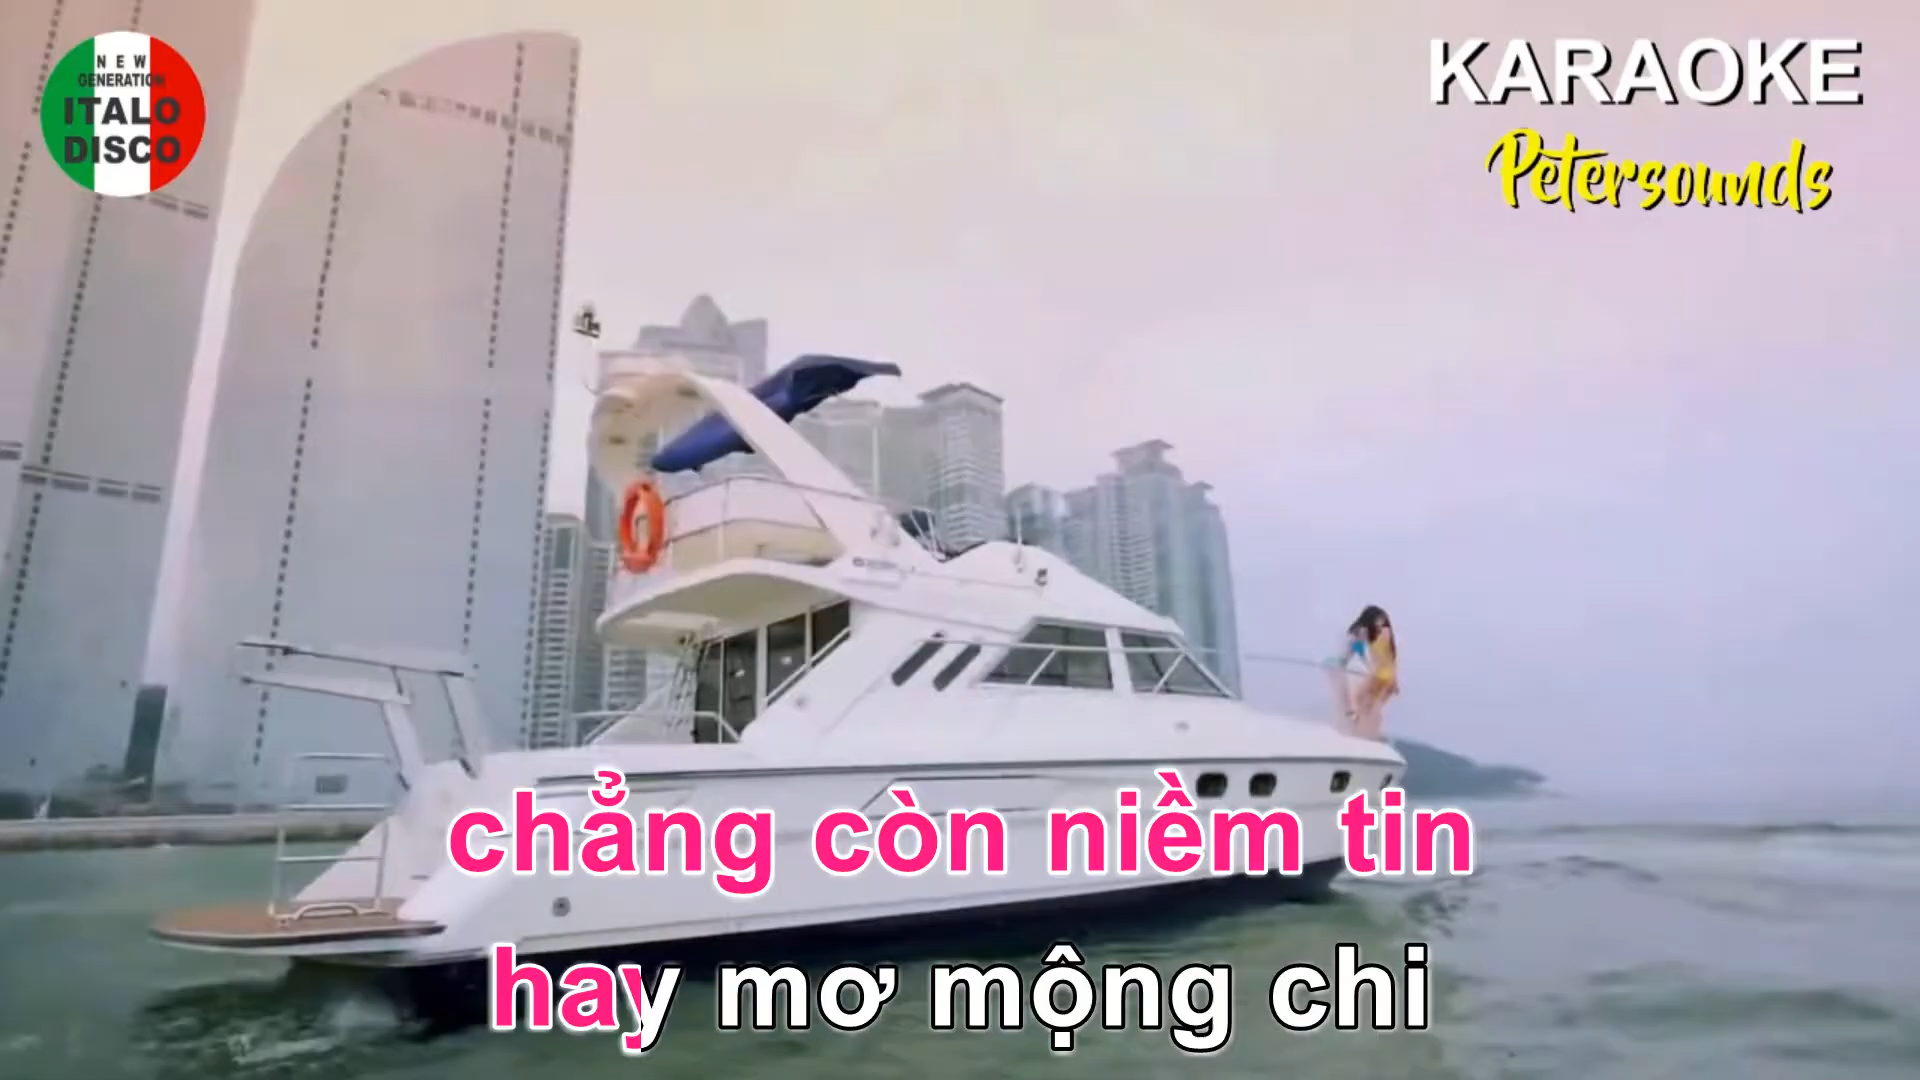 NEW
GENERATION
ITALO
DISCO
KARAOKE
Petersounds
chẳng còn niềm tin
hay mơ mộng chi